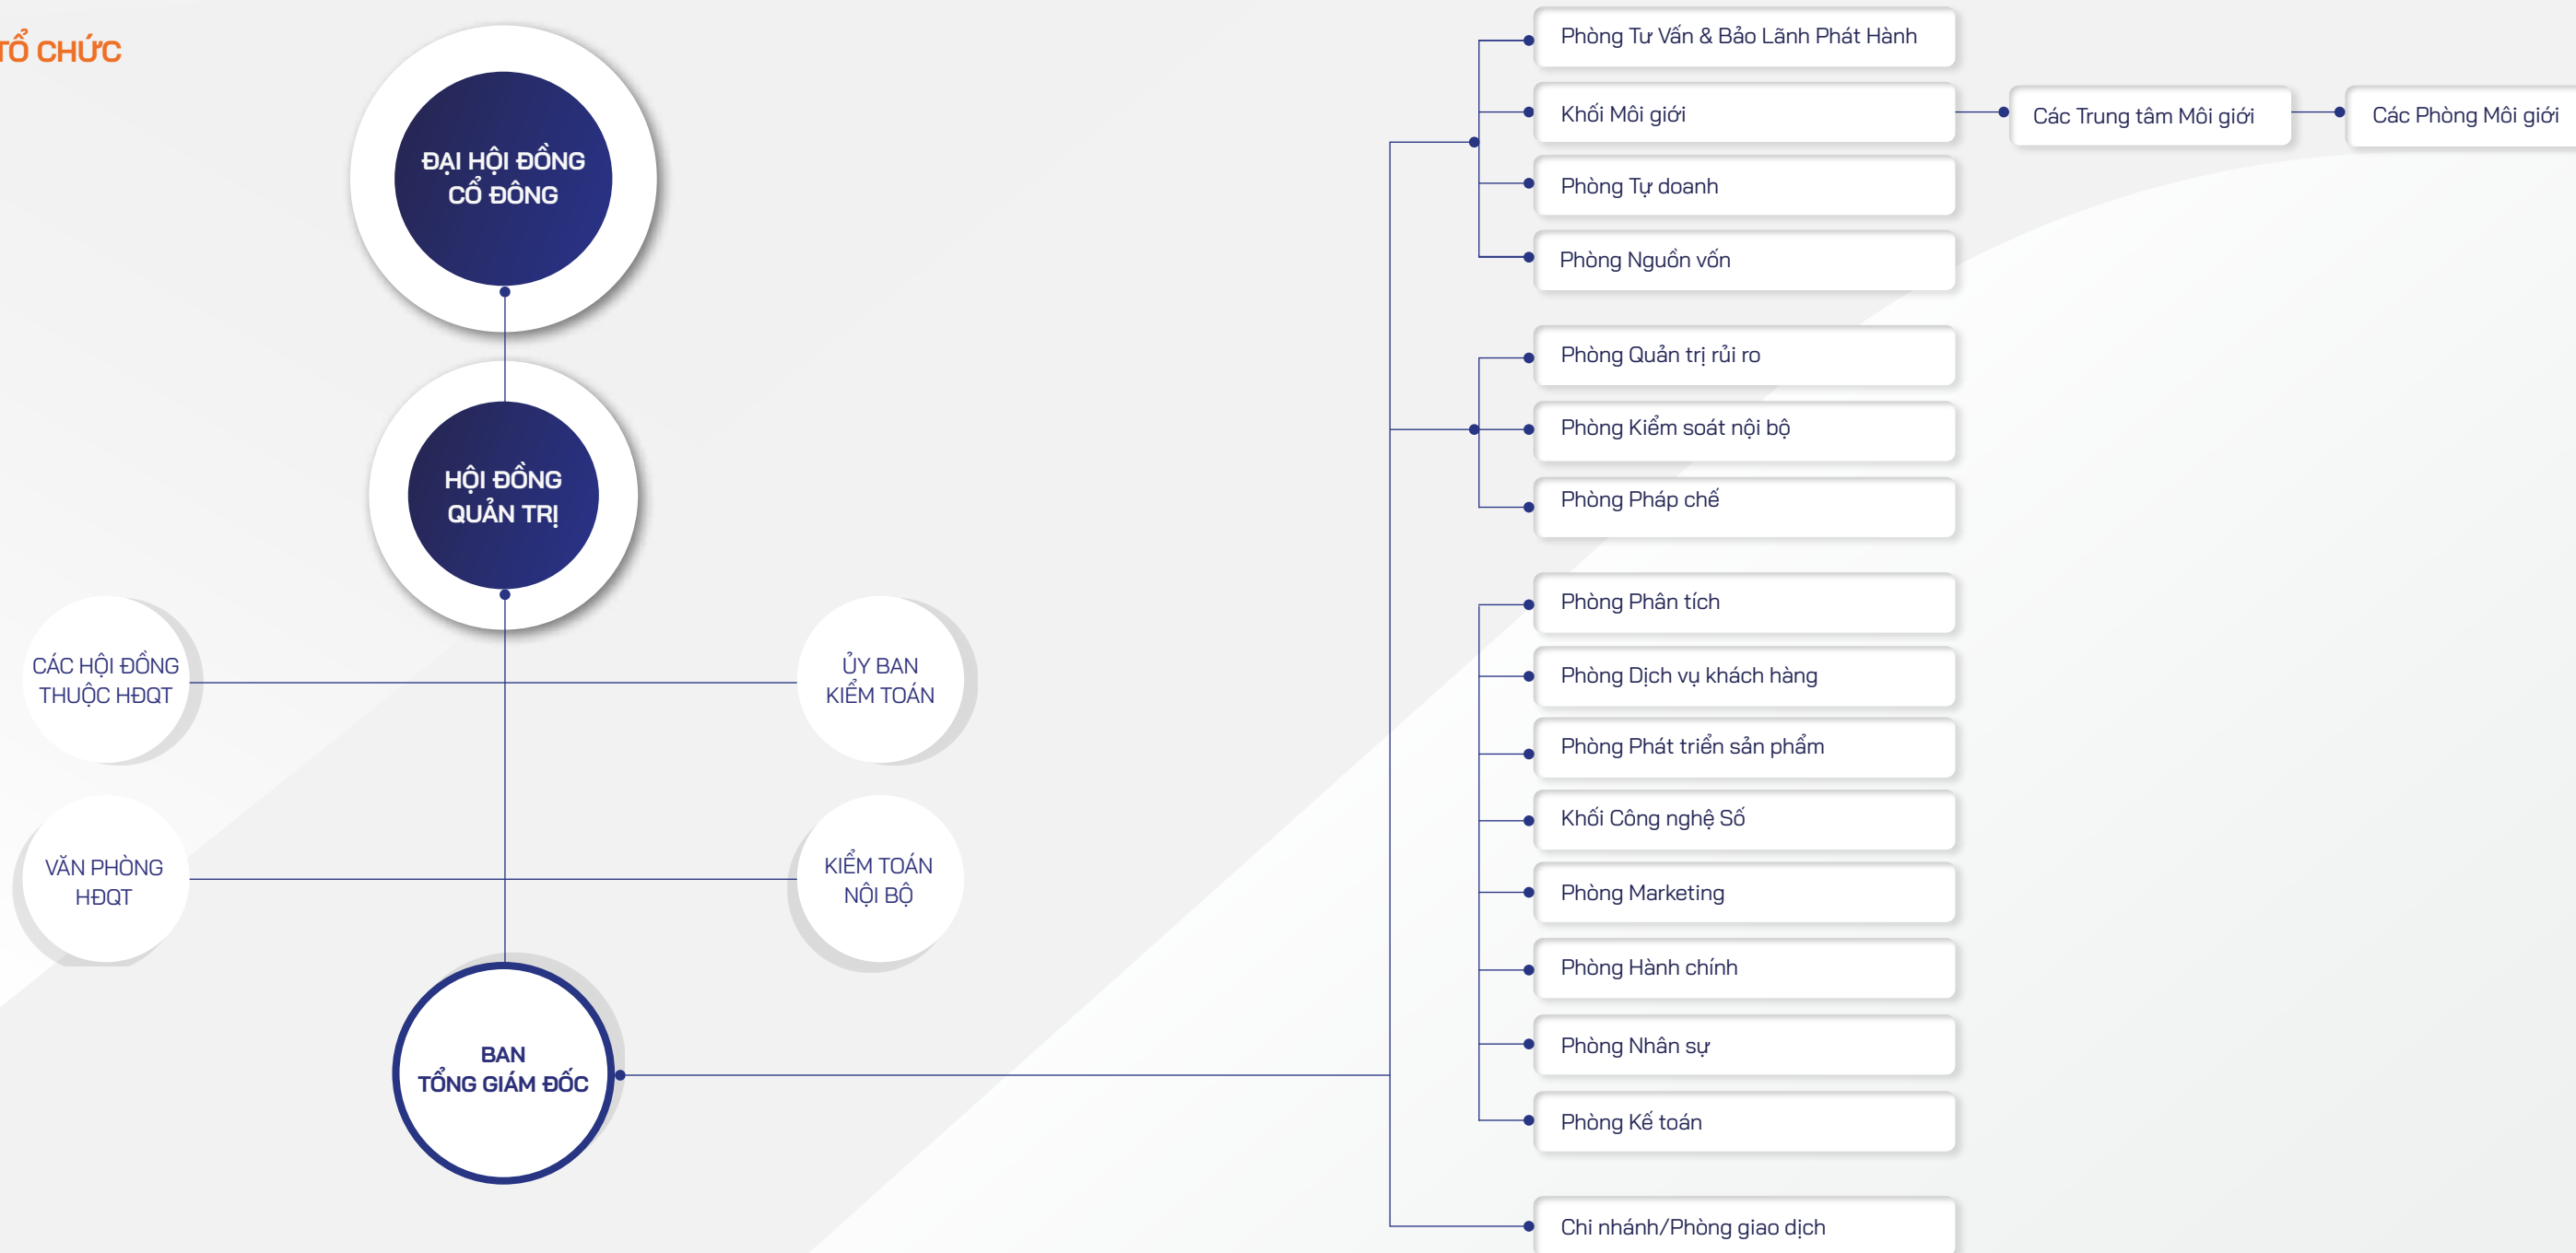 TỔ CHỨC
ĐẠI HỘI ĐỒNG
CỔ ĐÔNG
HỘI ĐỒNG
QUẢN TRỊ
CÁC HỘI ĐỒNG
THUỘC HĐQT
ỦY BAN
KIỂM TOÁN
VĂN PHÒNG
HĐQT
KIỂM TOÁN
NỘI BỘ
BAN
TỔNG GIÁM ĐỐC
Phòng Tư Vấn & Bảo Lãnh Phát Hành
Khối Môi giới
Các Trung tâm Môi giới
Các Phòng Môi giới
Phòng Tự doanh
Phòng Nguồn vốn
Phòng Quản trị rủi ro
Phòng Kiểm soát nội bộ
Phòng Pháp chế
Phòng Phân tích
Phòng Dịch vụ khách hàng
Phòng Phát triển sản phẩm
Khối Công nghệ Số
Phòng Marketing
Phòng Hành chính
Phòng Nhân sự
Phòng Kế toán
Chi nhánh/Phòng giao dịch